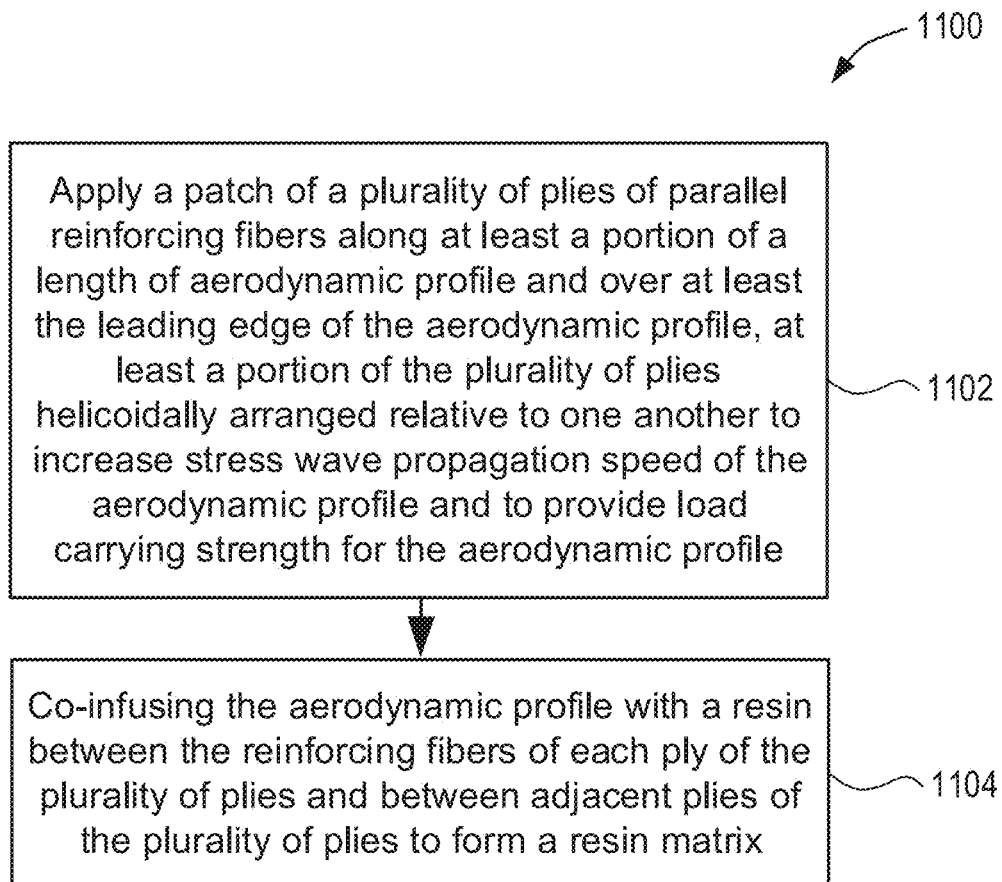 1100
Apply a patch of a plurality of plies of parallel
reinforcing fibers along at least a portion of a
length of aerodynamic profile and over at least
the leading edge of the aerodynamic profile, at
least a portion of the plurality of plies
helicoidally arranged relative to one another to
increase stress wave propagation speed of the
aerodynamic profile and to provide load
carrying strength for the aerodynamic profile
1102
Co-infusing the aerodynamic profile with a resin
between the reinforcing fibers of each ply of the
plurality of plies and between adjacent plies of
the plurality of plies to form a resin matrix
1104